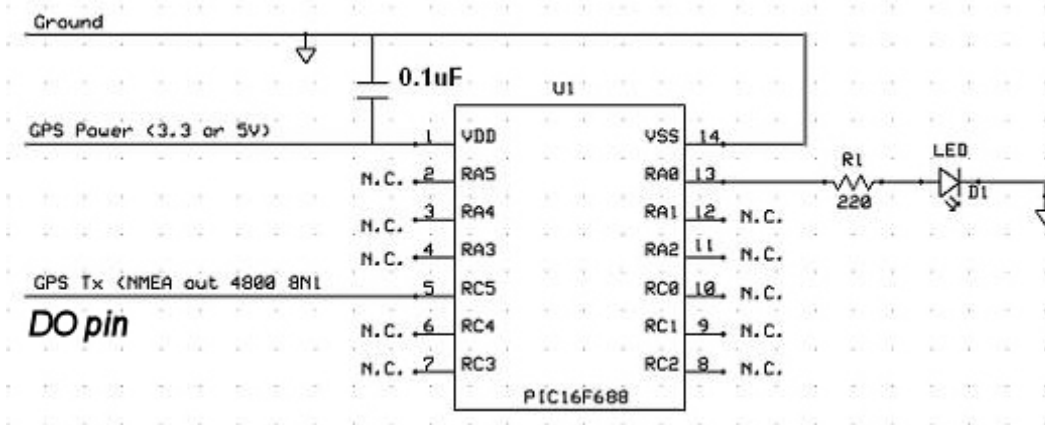 Ground
0.1uF
U1
GPS Power (3.3 or 5V)
1 VDD VSS 14
N.C. 2 RA5 RA0 13
R1
220
LED
D1
N.C. 3 RA4 RA1 12 N.C.
N.C. 4 RA3 RA2 11 N.C.
GPS Tx (NMEA out 4800 8N1
5 RC5 RC0 10 N.C.
DO pin
N.C. 6 RC4 RC1 9 N.C.
N.C. 7 RC3 RC2 8 N.C.
PIC16F688